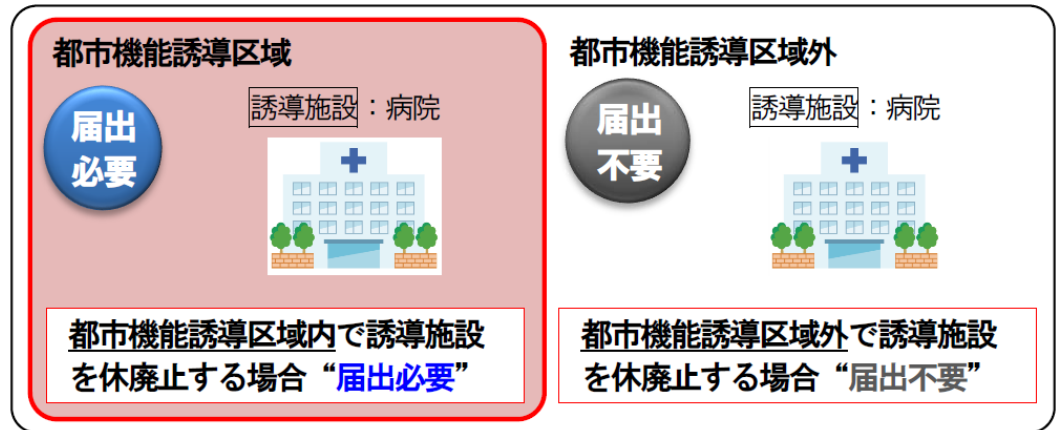 都市機能誘導区域
届出
必要
誘導施設：病院
都市機能誘導区域内で誘導施設
を休廃止する場合“届出必要”
都市機能誘導区域外
届出
不要
誘導施設：病院
都市機能誘導区域外で誘導施設
を休廃止する場合“届出不要”